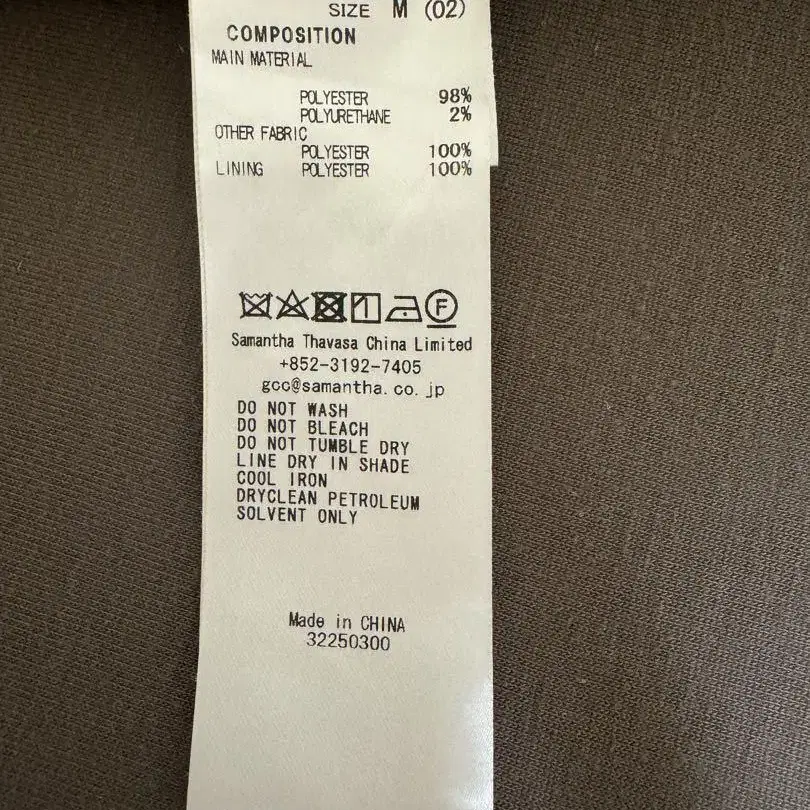 SIZE M (02)
COMPOSITION
MAIN MATERIAL
POLYESTER 98%
POLYURETHANE 2%
OTHER FABRIC
POLYESTER 100%
LINING POLYESTER 100%
F
Samantha Thavasa China Limited
+852-3192-7405
gcc@samantha.co.jp
DO NOT WASH
DO NOT BLEACH
DO NOT TUMBLE DRY
LINE DRY IN SHADE
COOL IRON
DRYCLEAN PETROLEUM
SOLVENT ONLY
Made in CHINA
32250300